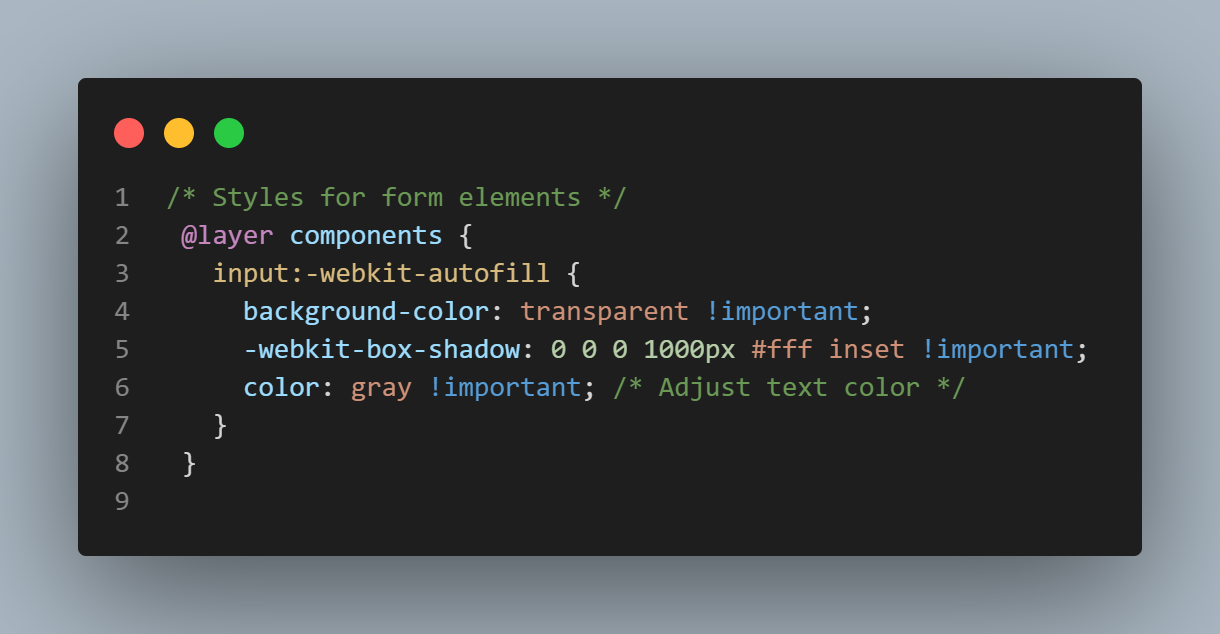 1 /* Styles for form elements */
2 @layer components {
3 input:-webkit-autofill {
4 background-color: transparent !important;
5 -webkit-box-shadow: 0 0 0 1000px #fff inset !important;
6 color: gray !important; /* Adjust text color */
7 }
8 }
9